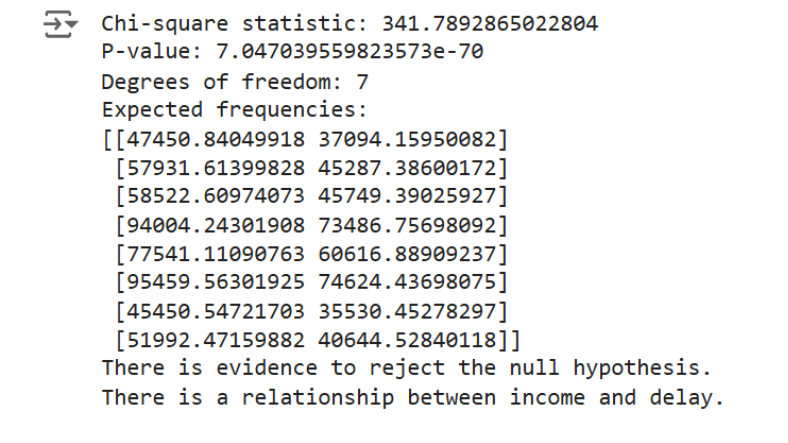 Chi-square statistic: 341.7892865022804
P-value: 7.047039559823573e-70
Degrees of freedom: 7
Expected frequencies:
[[47450.84049918 37094.15950082]
[57931.61399828 45287.38600172]
[58522.60974073 45749.39025927]
[94004.24301908 73486.75698092]
[77541.11090763 60616.88909237]
[95459.56301925 74624.43698075]
[45450.54721703 35530.45278297]
[51992.47159882 40644.52840118]]
There is evidence to reject the null hypothesis.
There is a relationship between income and delay.